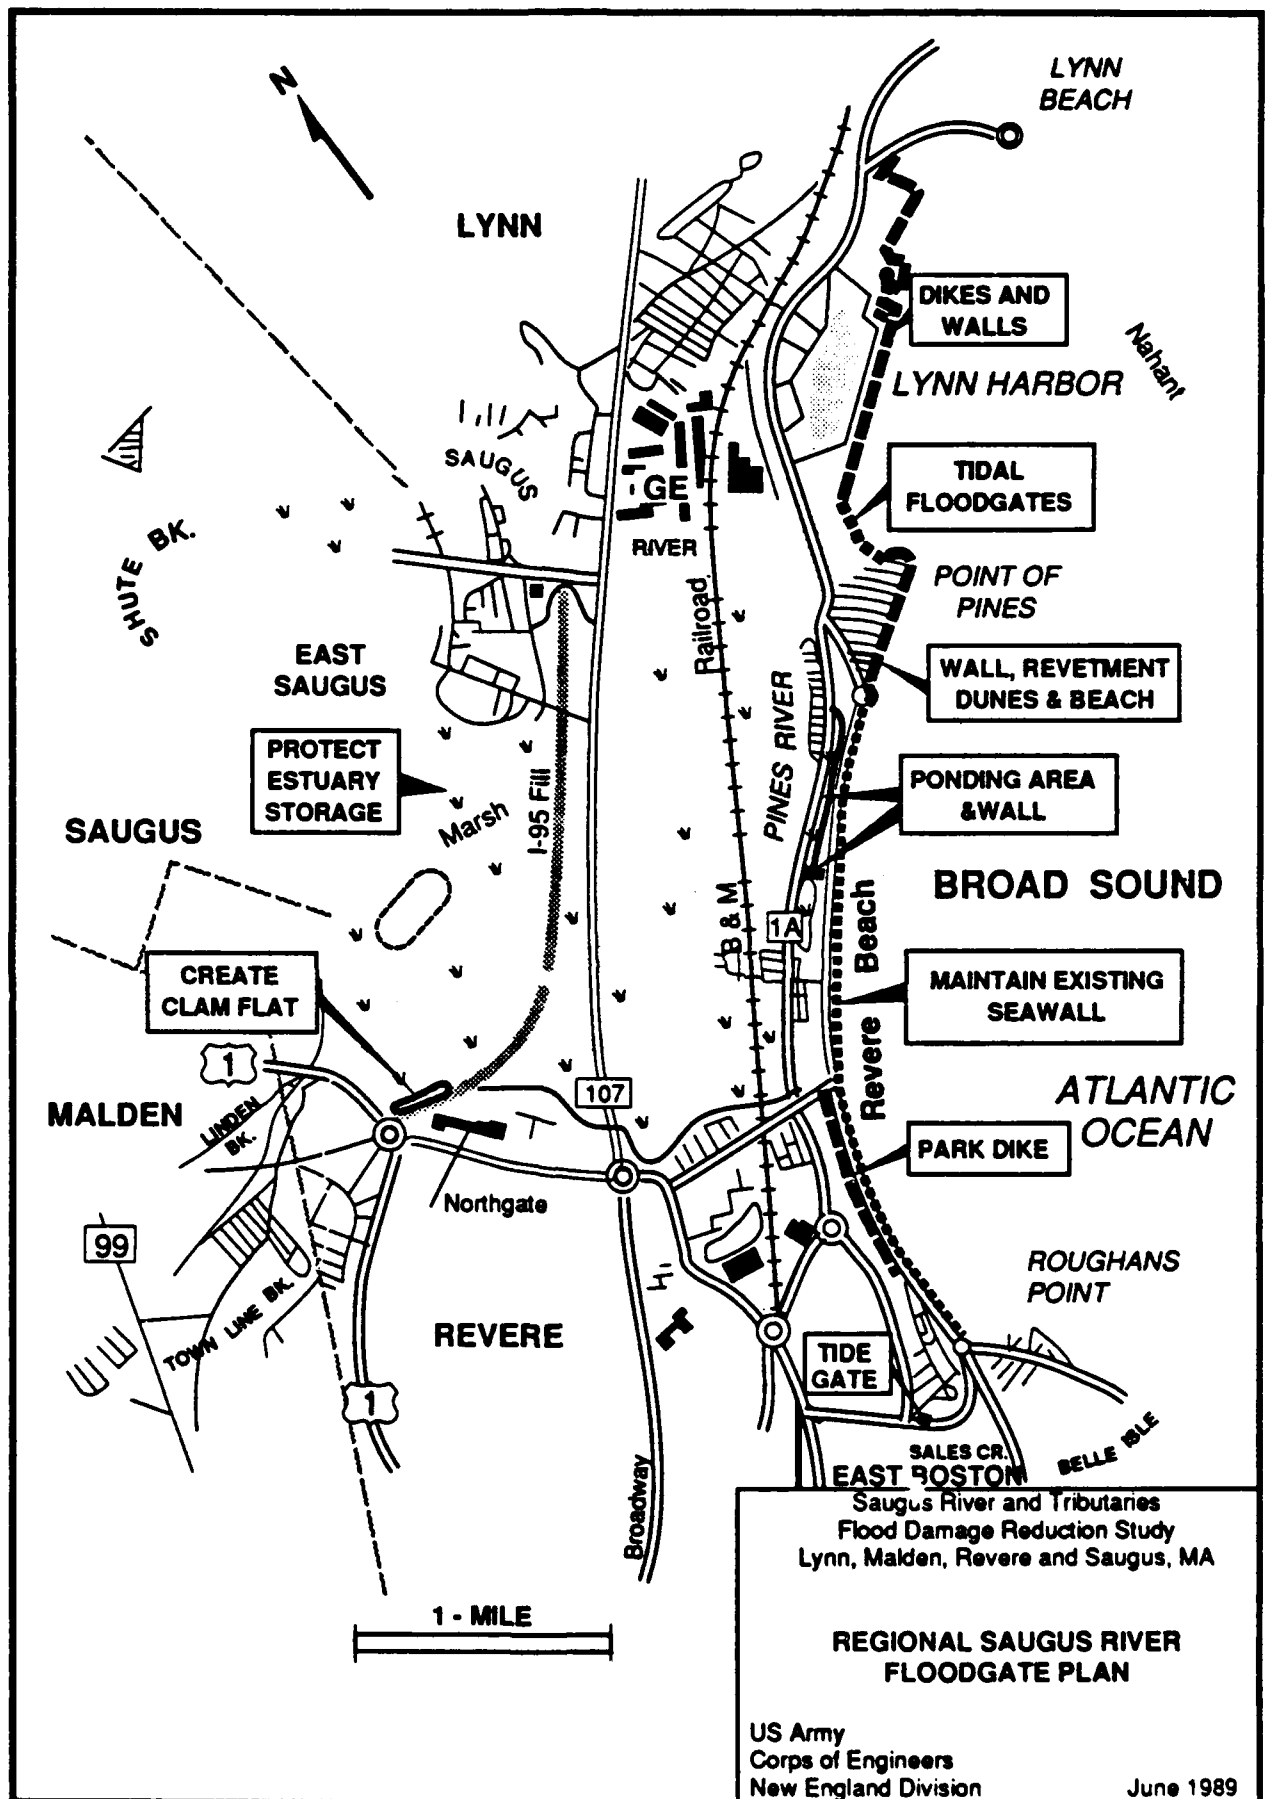 N
LYNN
BEACH
LYNN
DIKES AND
WALLS
Nahant
LYNN HARBOR
SAUGUS
GE
TIDAL
FLOODGATES
SHUTE BK.
RIVER
POINT OF
PINES
Railroad
EAST
SAUGUS
WALL, REVETMENT
DUNES & BEACH
PROTECT
ESTUARY
STORAGE
PINES RIVER
PONDING AREA
&WALL
I-95 Fill
Marsh
SAUGUS
BROAD SOUND
B & M
1A
Revere Beach
CREATE
CLAM FLAT
MAINTAIN EXISTING
SEAWALL
1
107
MALDEN
LINDEN
BK.
ATLANTIC
OCEAN
PARK DIKE
Northgate
99
ROUGHANS
POINT
TOWN LINE BK.
REVERE
TIDE
GATE
1
SALES CR.
BELLE ISLE
EAST BOSTON
Broadway
Saugus River and Tributaries
Flood Damage Reduction Study
Lynn, Malden, Revere and Saugus, MA
1 - MILE
REGIONAL SAUGUS RIVER
FLOODGATE PLAN
US Army
Corps of Engineers
New England Division June 1989